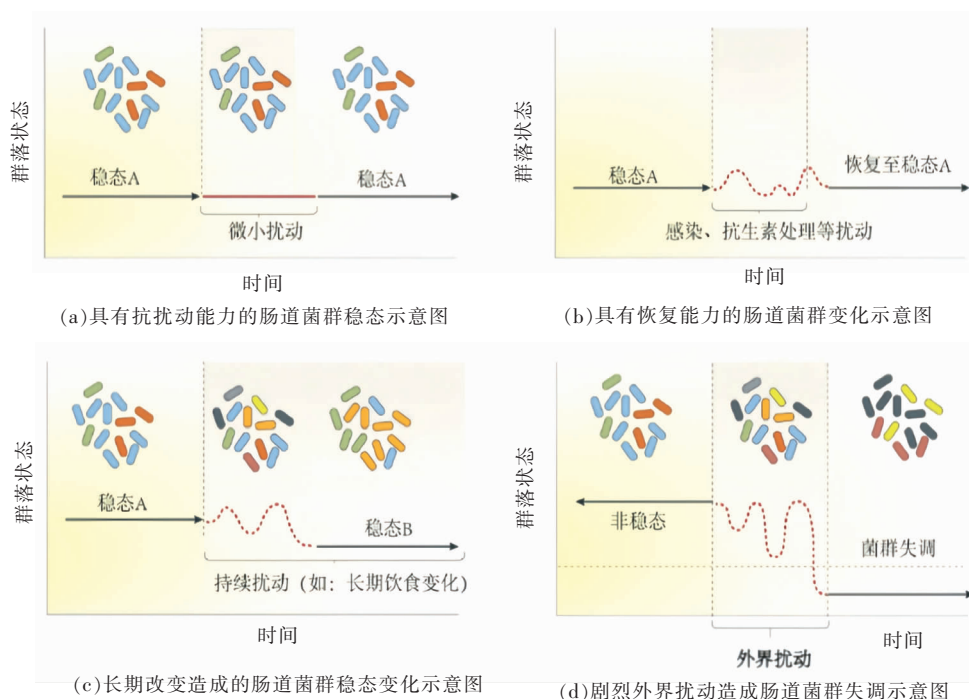 群落状态
稳态A
稳态A
微小扰动
时间
(a)具有抗扰动能力的肠道菌群稳态示意图
群落状态
稳态A
恢复至稳态A
感染、抗生素处理等扰动
时间
(b)具有恢复能力的肠道菌群变化示意图
群落状态
稳态A
稳态B
持续扰动(如:长期饮食变化)
时间
(c)长期改变造成的肠道菌群稳态变化示意图
群落状态
非稳态
菌群失调
时间
外界扰动
(d)剧烈外界扰动造成肠道菌群失调示意图